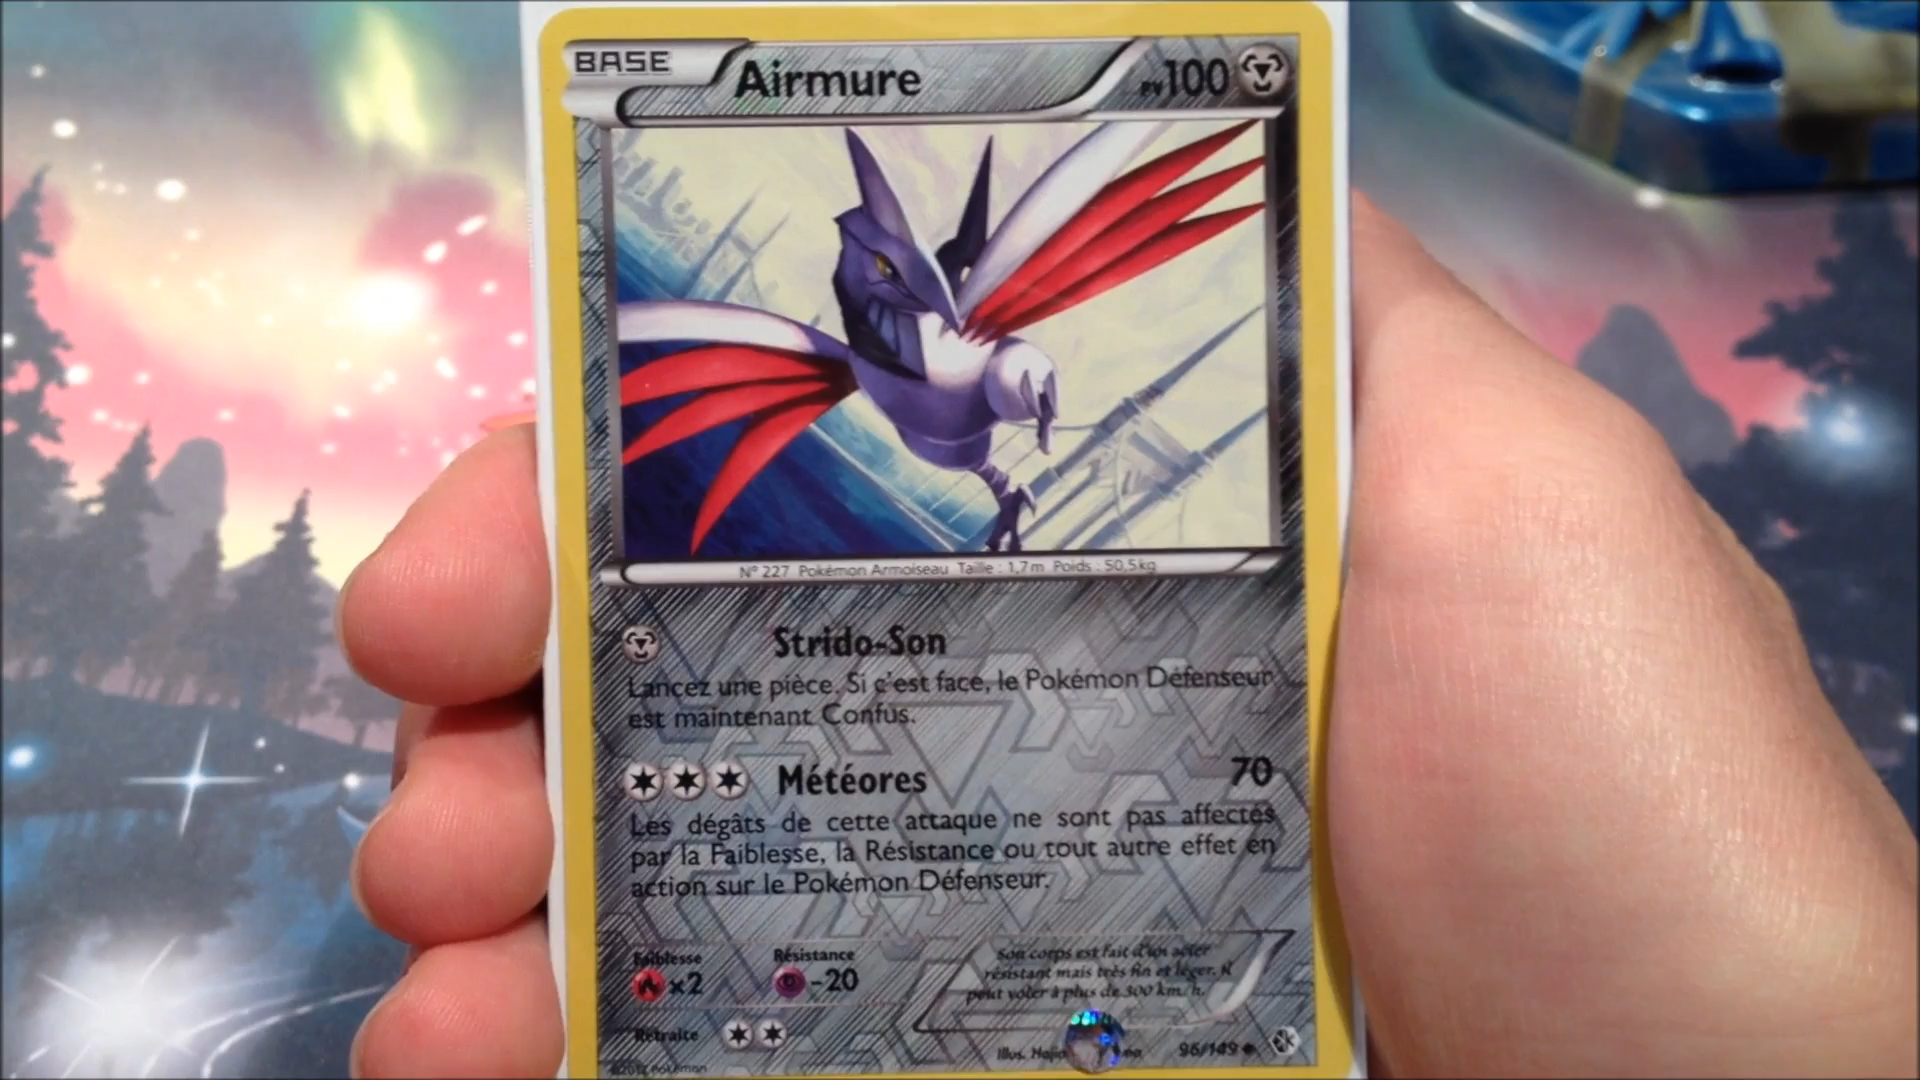 BASE Airmure PV100
N° 227 Pokémon Armoiseau Taille : 1,7m Poids : 50,5kg
Strido-Son
Lancez une pièce. Si c'est face, le Pokémon Défenseur
est maintenant Confus.
Météores 70
Les dégâts de cette attaque ne sont pas affectés
par la Faiblesse, la Résistance ou tout autre effet en
action sur le Pokémon Défenseur.
Faiblesse Résistance
×2 -20
Son corps est fait d'un acier
résistant mais très fin et léger. Il
peut voler à plus de 300 km/h.
Retraite
Illus. 96/149
©2012 Pokémon